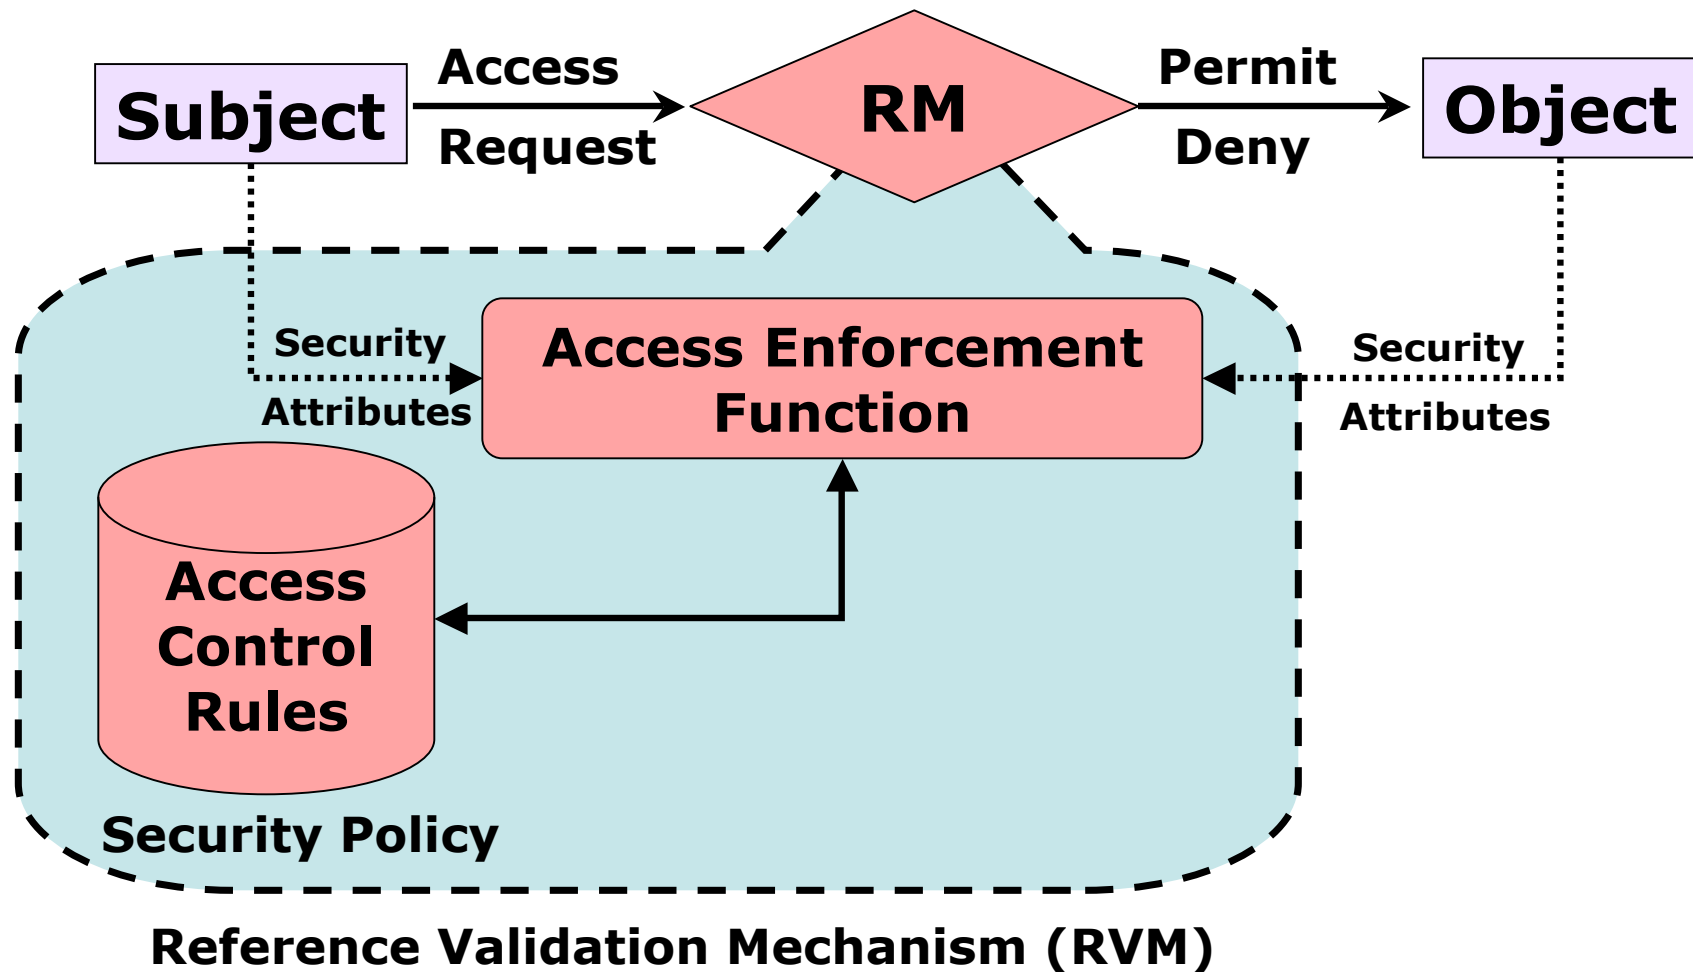 Subject
Access
Request
RM
Permit
Deny
Object
Security
Attributes
Access Enforcement
Function
Security
Attributes
Access
Control
Rules
Security Policy
Reference Validation Mechanism (RVM)